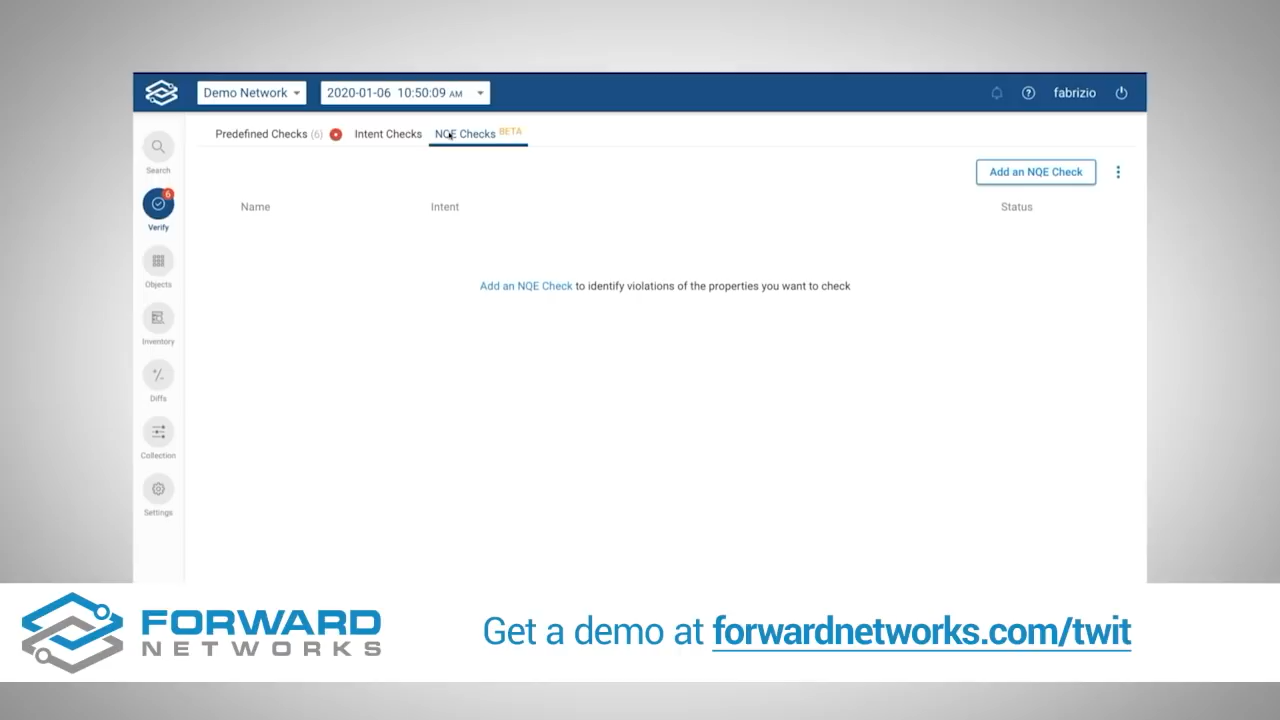 Demo Network
2020-01-06 10:50:09 AM
fabrizio
Predefined Checks (6)
Intent Checks
NQE Checks BETA
Search
Add an NQE Check
6
Verify
Name
Intent
Status
Objects
Add an NQE Check to identify violations of the properties you want to check
Inventory
Diffs
Collection
Settings
FORWARD
NETWORKS
Get a demo at forwardnetworks.com/twit